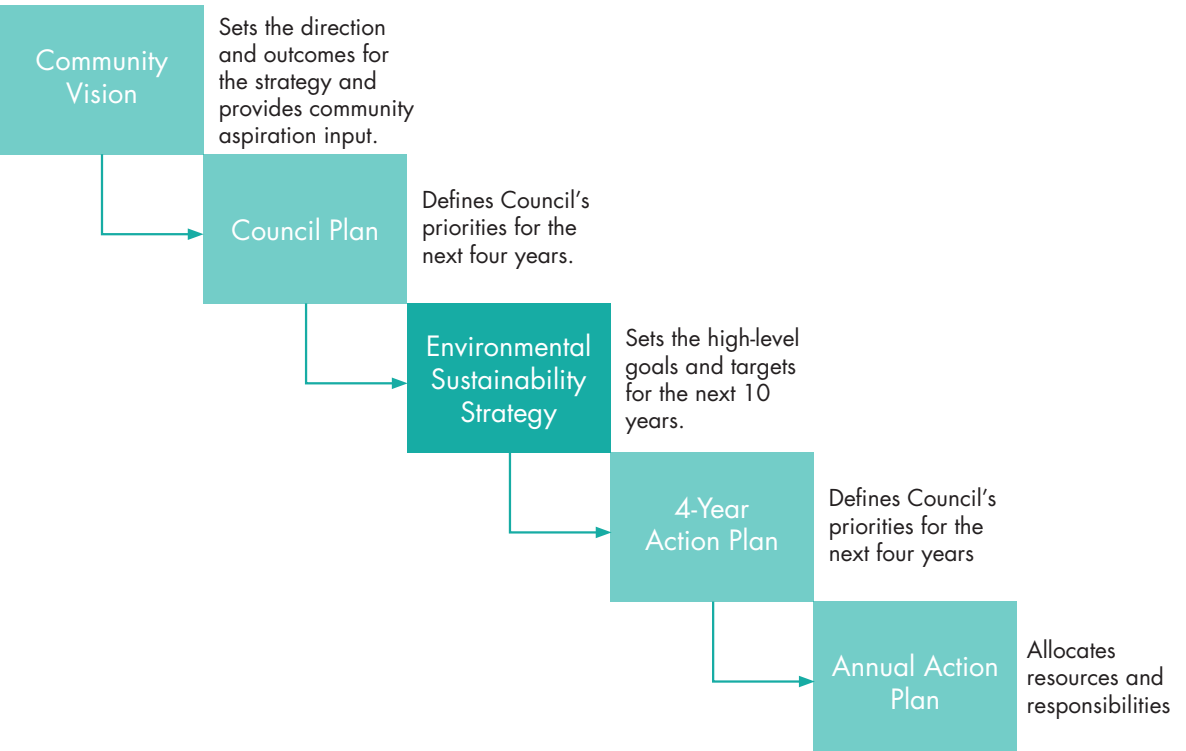 Community
Vision
Sets the direction
and outcomes for
the strategy and
provides community
aspiration input.
Council Plan
Defines Council’s
priorities for the
next four years.
Environmental
Sustainability
Strategy
Sets the high-level
goals and targets
for the next 10
years.
4-Year
Action Plan
Defines Council’s
priorities for the
next four years
Annual Action
Plan
Allocates
resources and
responsibilities